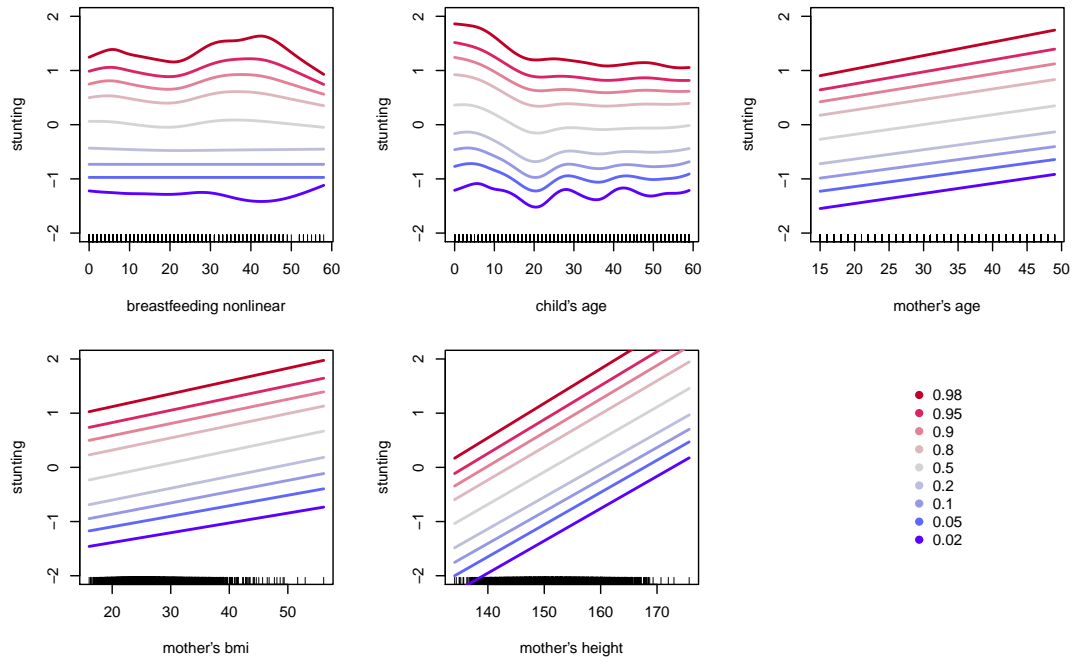 stunting
2
1
0
−1
−2
0 10 20 30 40 50 60
breastfeeding nonlinear
stunting
2
1
0
−1
−2
0 10 20 30 40 50 60
child's age
stunting
2
1
0
−1
−2
15 20 25 30 35 40 45 50
mother's age
stunting
2
1
0
−1
−2
20 30 40 50
mother's bmi
stunting
2
1
0
−1
−2
140 150 160 170
mother's height
0.98
0.95
0.9
0.8
0.5
0.2
0.1
0.05
0.02